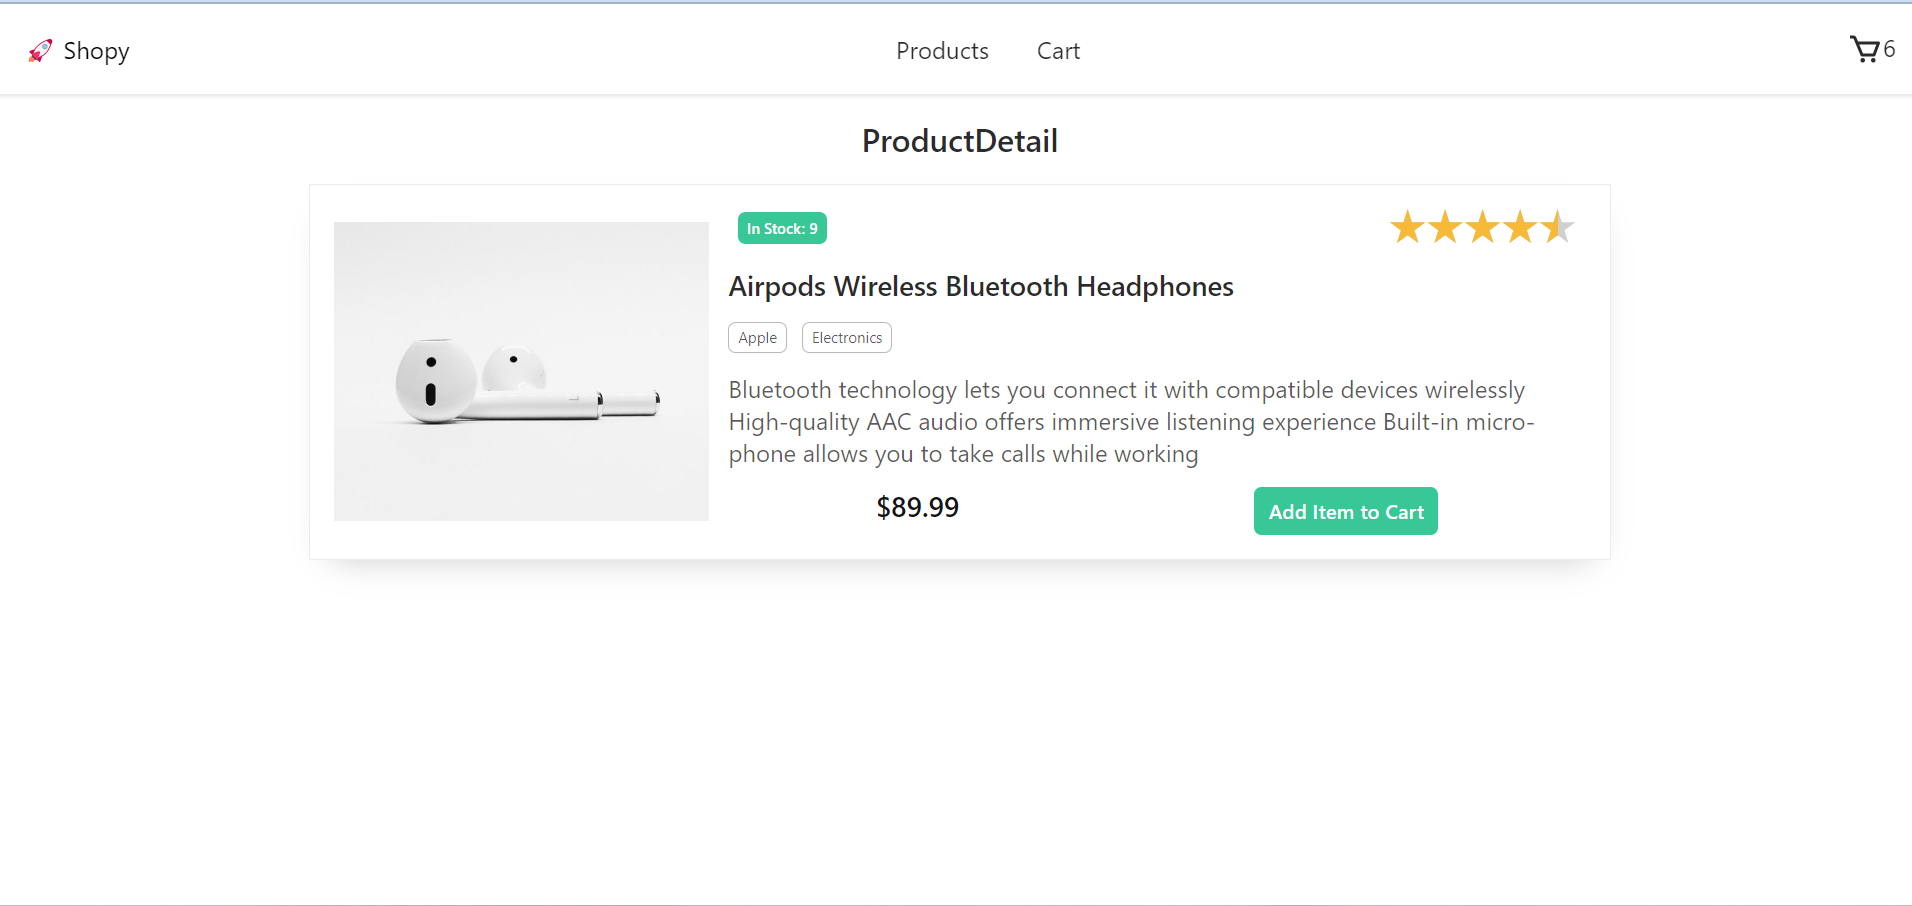 Shopy
Products
Cart
6
ProductDetail
In Stock: 9
Airpods Wireless Bluetooth Headphones
Apple
Electronics
Bluetooth technology lets you connect it with compatible devices wirelessly
High-quality AAC audio offers immersive listening experience Built-in micro-
phone allows you to take calls while working
$89.99
Add Item to Cart